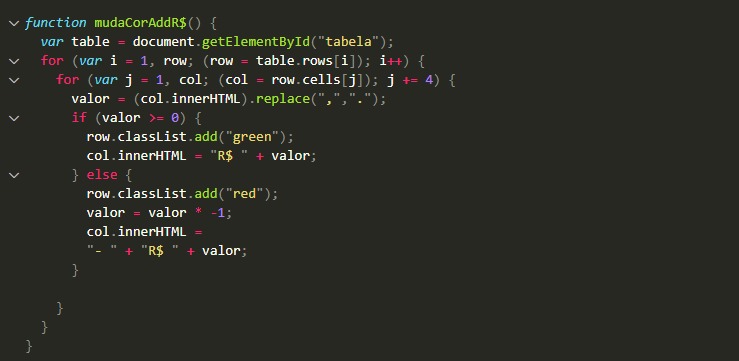 function mudaCorAddR$() {
var table = document.getElementById("tabela");
for (var i = 1, row; (row = table.rows[i]); i++) {
for (var j = 1, col; (col = row.cells[j]); j += 4) {
valor = (col.innerHTML).replace(",",".");
if (valor >= 0) {
row.classList.add("green");
col.innerHTML = "R$ " + valor;
} else {
row.classList.add("red");
valor = valor * -1;
col.innerHTML =
"- " + "R$ " + valor;
}
}
}
}